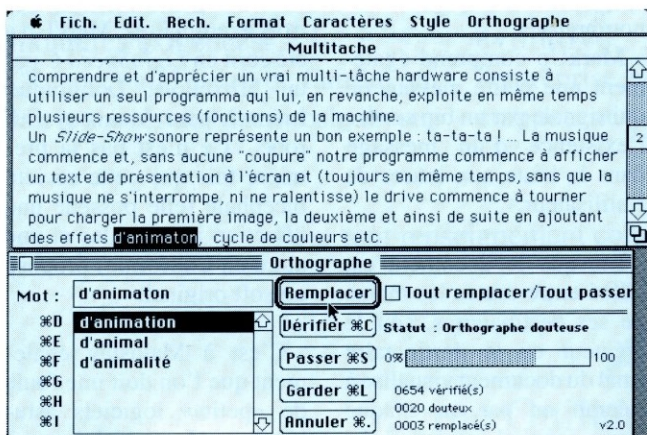 Fich. Edit. Rech. Format Caractères Style Orthographe
Multitache
comprendre et d'apprécier un vrai multi-tâche hardware consiste à
utiliser un seul programma qui lui, en revanche, exploite en même temps
plusieurs ressources (fonctions) de la machine.
Un Slide-Show sonore représente un bon exemple : ta-ta-ta ! ... La musique
commence et, sans aucune "coupure" notre programme commence à afficher
un texte de présentation à l'écran et (toujours en même temps, sans que la
musique ne s'interrompe, ni ne ralentisse) le drive commence à tourner
pour charger la première image, la deuxième et ainsi de suite en ajoutant
des effets d'animaton, cycle de couleurs etc.
2
Orthographe
Mot : d'animaton Remplacer Tout remplacer/Tout passer
⌘D d'animation Vérifier ⌘C Statut : Orthographe douteuse
⌘E d'animal
⌘F d'animalité Passer ⌘S 0% 100
⌘G
⌘H Garder ⌘L 0654 vérifié(s)
0020 douteux
⌘I Annuler ⌘. 0003 remplacé(s) v2.0